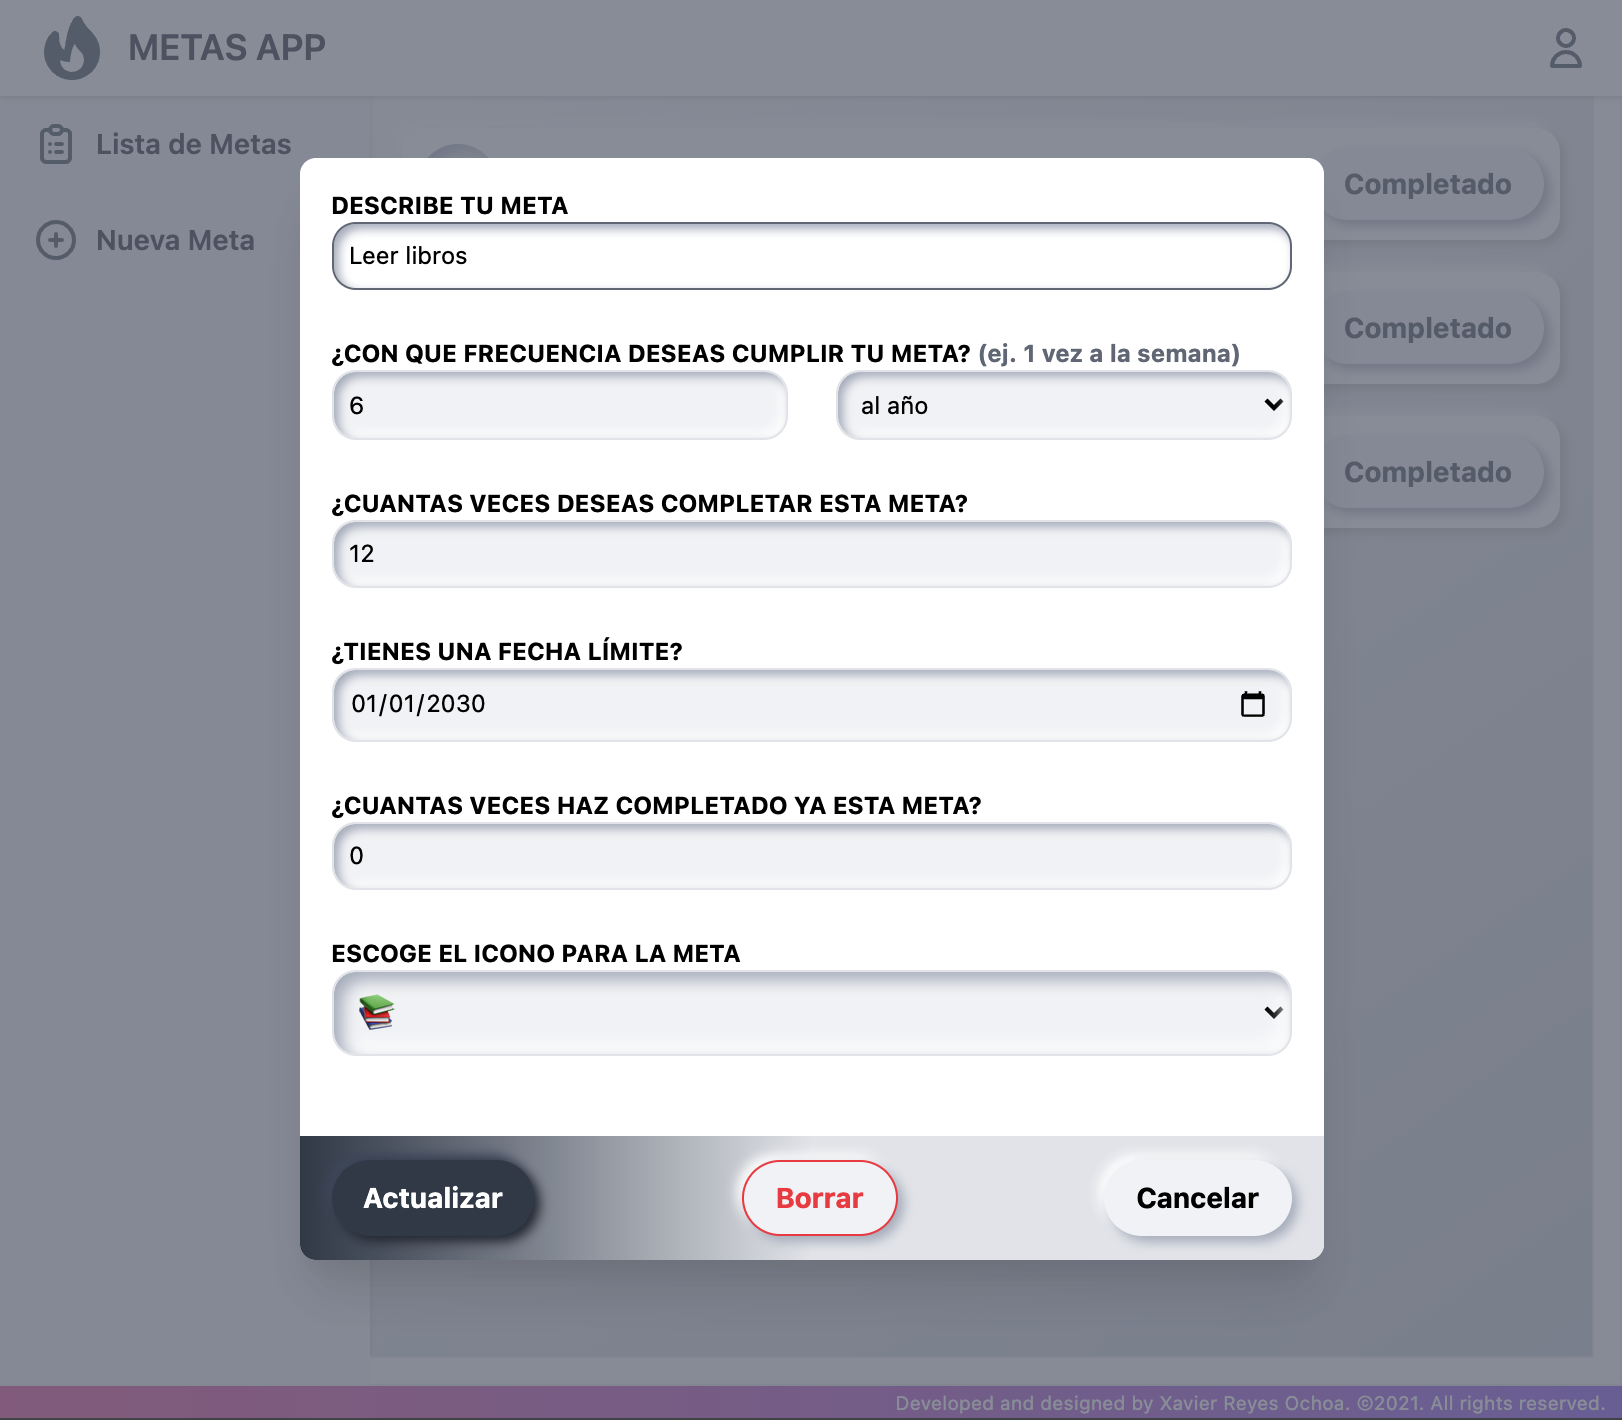 METAS APP
Lista de Metas
Nueva Meta
Completado
Completado
Completado
DESCRIBE TU META
Leer libros
¿CON QUE FRECUENCIA DESEAS CUMPLIR TU META? (ej. 1 vez a la semana)
6
al año
¿CUANTAS VECES DESEAS COMPLETAR ESTA META?
12
¿TIENES UNA FECHA LÍMITE?
01/01/2030
¿CUANTAS VECES HAZ COMPLETADO YA ESTA META?
0
ESCOGE EL ICONO PARA LA META
Actualizar
Borrar
Cancelar
Developed and designed by Xavier Reyes Ochoa. ©2021. All rights reserved.